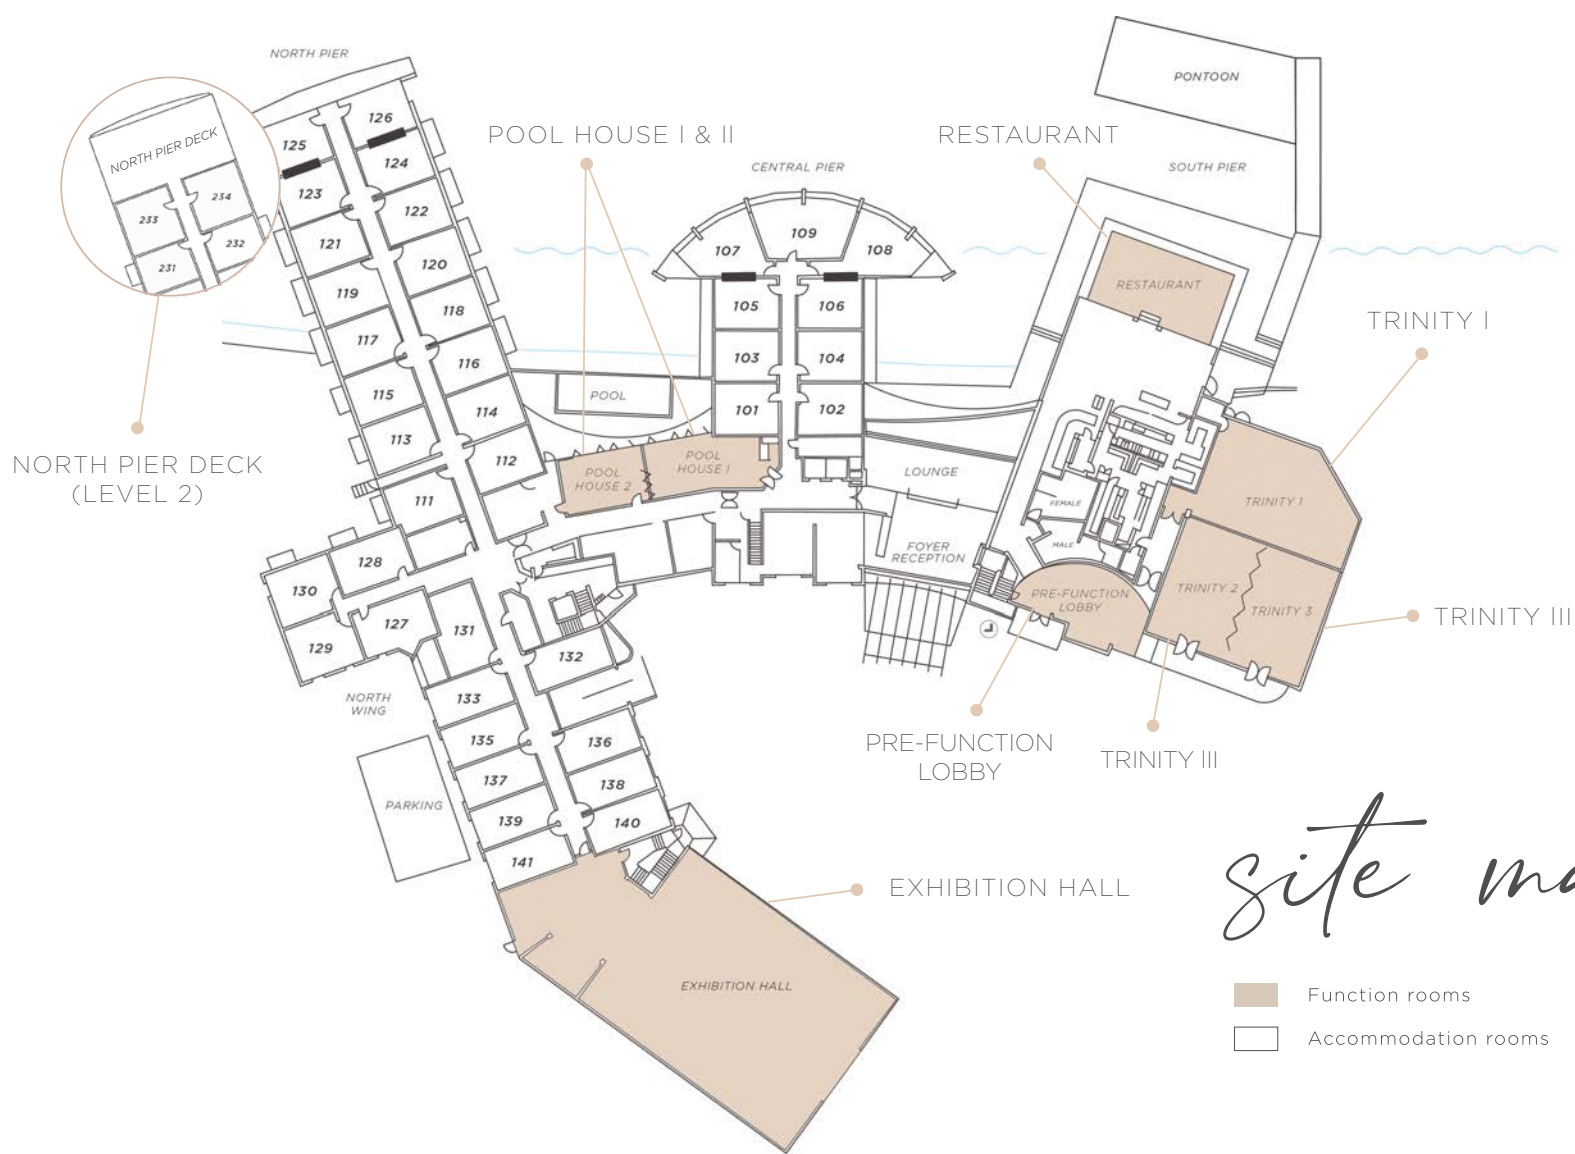 NORTH PIER
NORTH PIER DECK
233
234
231
232
NORTH PIER DECK
(LEVEL 2)
125
126
123
124
121
122
119
120
117
118
115
116
113
114
111
112
POOL HOUSE I & II
POOL
POOL
HOUSE 2
POOL
HOUSE 1
CENTRAL PIER
107
109
108
105
106
103
104
101
102
RESTAURANT
PONTOON
SOUTH PIER
RESTAURANT
TRINITY I
LOUNGE
FOYER
RECEPTION
FEMALE
MALE
PRE-FUNCTION
LOBBY
TRINITY 1
TRINITY 2
TRINITY 3
TRINITY III
TRINITY III
PRE-FUNCTION
LOBBY
128
130
129
127
131
132
133
135
136
137
138
139
140
141
NORTH
WING
PARKING
EXHIBITION HALL
EXHIBITION HALL
site ma
Function rooms
Accommodation rooms